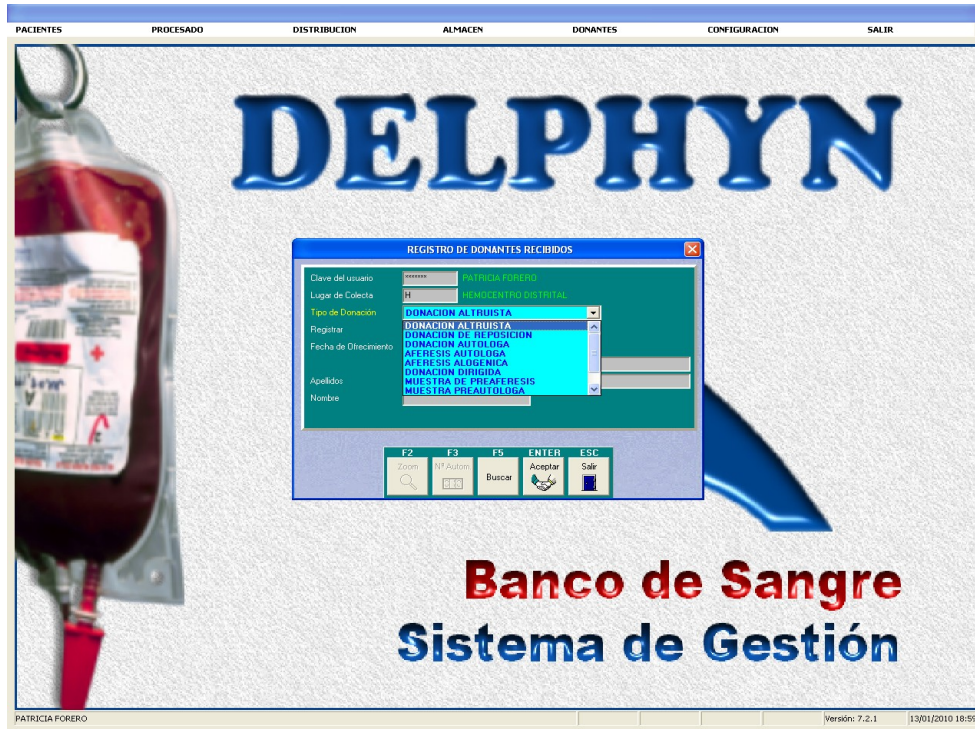 PACIENTES PROCESADO DISTRIBUCION ALMACEN DONANTES CONFIGURACION SALIR
DELPHYN
REGISTRO DE DONANTES RECIBIDOS
Clave del usuario ******* PATRICIA FORERO
Lugar de Colecta H HEMOCENTRO DISTRITAL
Tipo de Donación DONACION ALTRUISTA
Registrar
Fecha de Ofrecimiento
Apellidos
Nombre
DONACION ALTRUISTA
DONACION DE REPOSICION
DONACION AUTOLOGA
AFERESIS AUTOLOGA
AFERESIS ALOGENICA
DONACION DIRIGIDA
MUESTRA DE PREAFERESIS
MUESTRA PREAUTOLOGA
F2 F3 F5 ENTER ESC
Zoom Nº Autom Buscar Aceptar Salir
Banco de Sangre
Sistema de Gestión
PATRICIA FORERO Versión: 7.2.1 13/01/2010 18:59